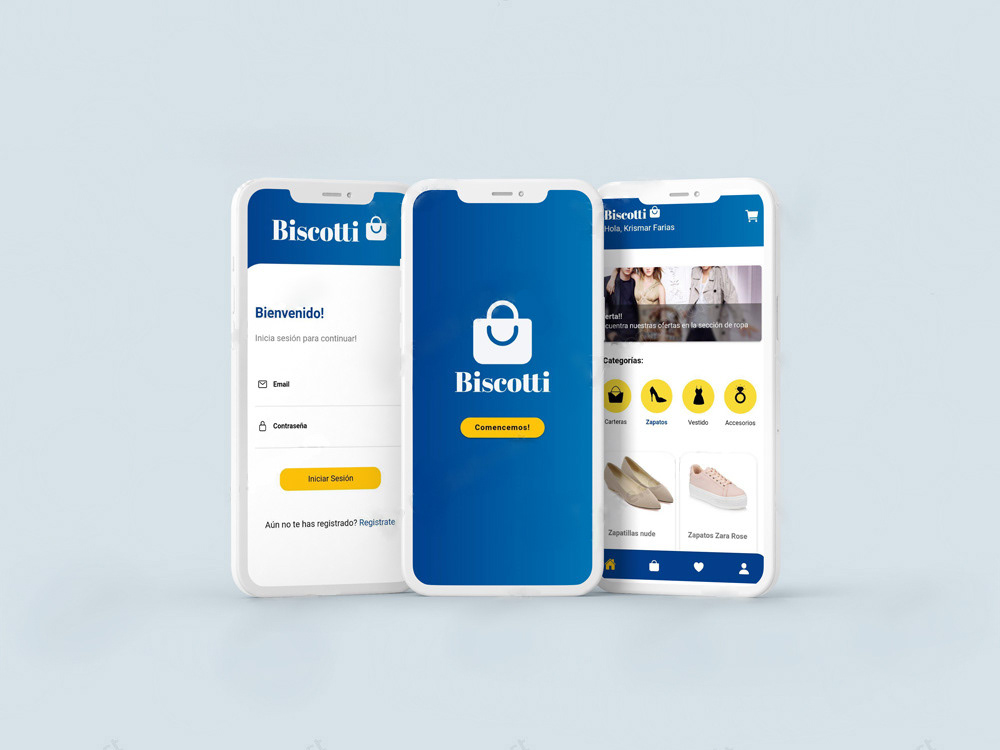 Biscotti
Bienvenido!
Inicia sesión para continuar!
Email
Contraseña
Iniciar Sesión
Aún no te has registrado? Registrate
Biscotti
Comencemos!
Biscotti
Hola, Krismar Farias
erta!!
cuentra nuestras ofertas en la sección de ropa
Categorías:
Carteras Zapatos Vestido Accesorios
Zapatillas nude Zapatos Zara Rose